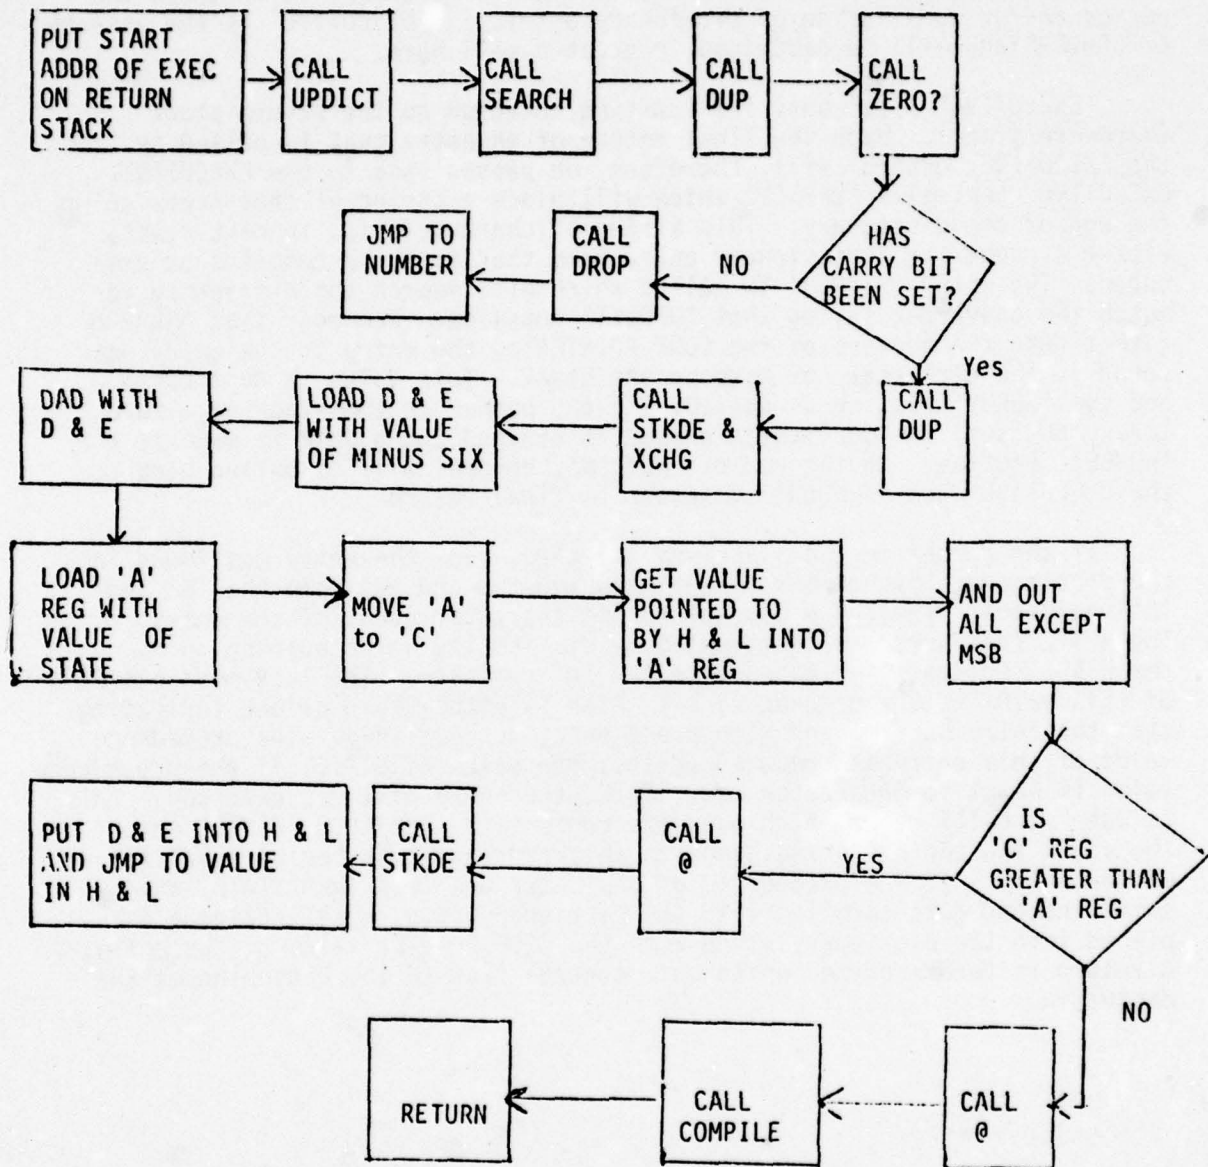 PUT START
ADDR OF EXEC
ON RETURN
STACK
CALL
UPDICT
CALL
SEARCH
CALL
DUP
CALL
ZERO?
HAS
CARRY BIT
BEEN SET?
NO
CALL
DROP
JMP TO
NUMBER
Yes
CALL
DUP
CALL
STKDE &
XCHG
LOAD D & E
WITH VALUE
OF MINUS SIX
DAD WITH
D & E
LOAD 'A'
REG WITH
VALUE OF
STATE
MOVE 'A'
to 'C'
GET VALUE
POINTED TO
BY H & L INTO
'A' REG
AND OUT
ALL EXCEPT
MSB
IS
'C' REG
GREATER THAN
'A' REG
YES
CALL
@
CALL
STKDE
PUT D & E INTO H & L
AND JMP TO VALUE
IN H & L
NO
CALL
@
CALL
COMPILE
RETURN